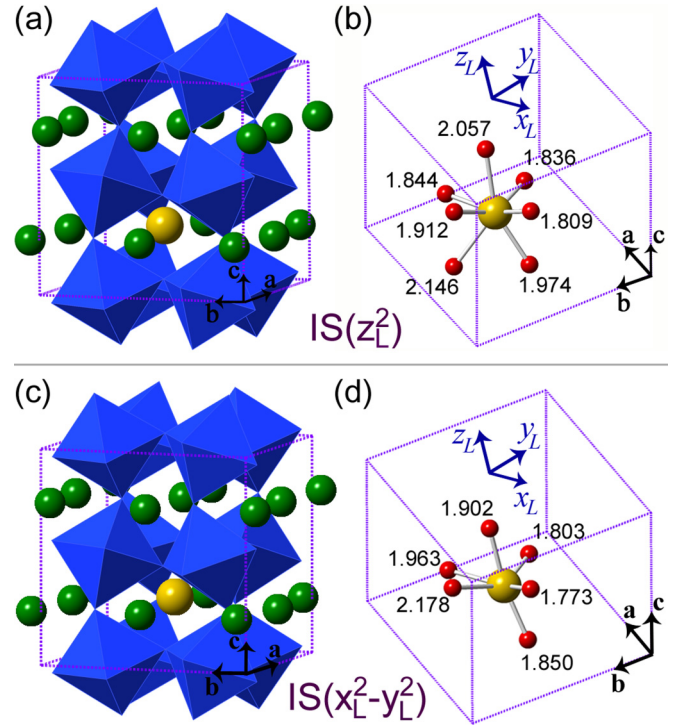 (a)
c
a
b
(b)
z_L
y_L
x_L
2.057
1.836
1.844
1.912
1.809
2.146
1.974
a
c
b
IS(z_L^2)
(c)
c
a
b
(d)
z_L
y_L
x_L
1.902
1.803
1.963
2.178
1.773
1.850
a
c
b
IS(x_L^2-y_L^2)